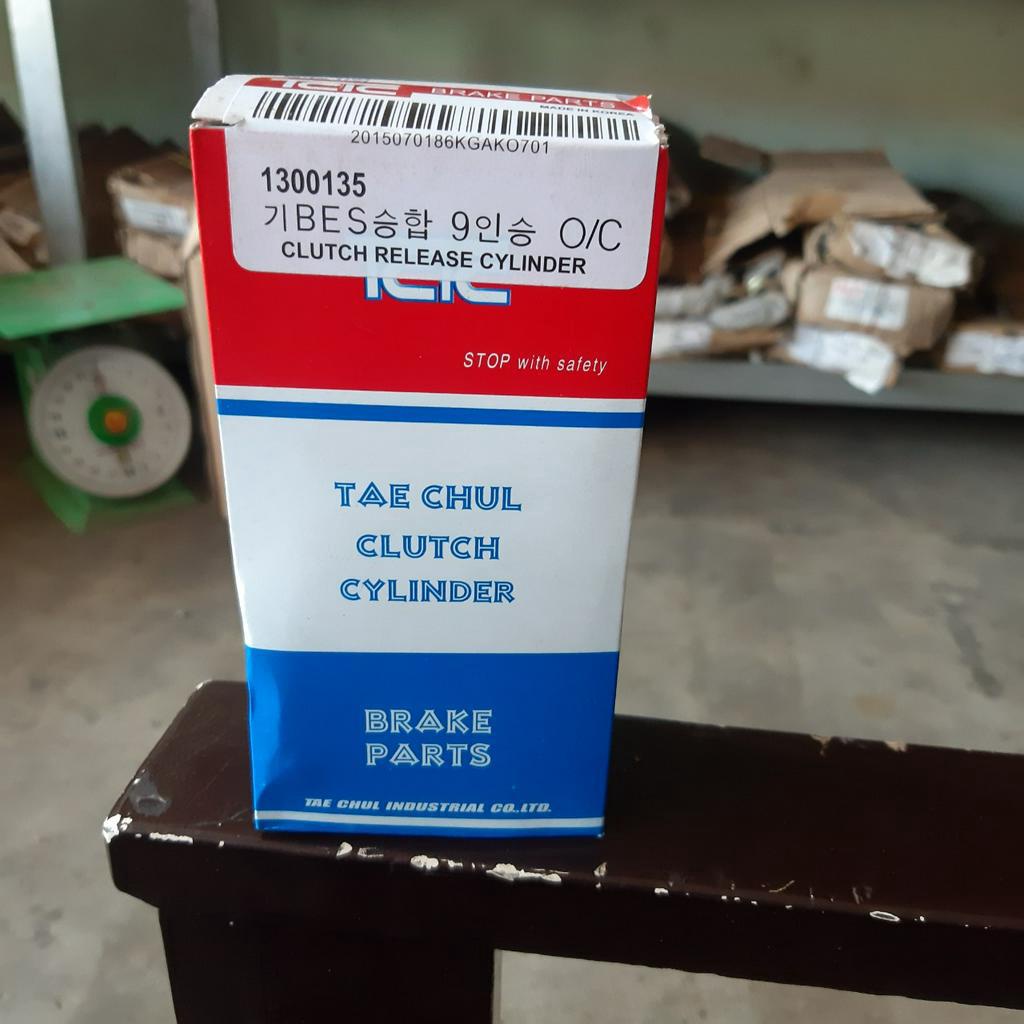 TCIC BRAKE PARTS
MADE IN KOREA
2015070186KGAKO701
1300135
기BES승합 9인승 O/C
CLUTCH RELEASE CYLINDER
TCIC
STOP with safety
TAE CHUL
CLUTCH
CYLINDER
BRAKE
PARTS
TAE CHUL INDUSTRIAL CO.,LTD.